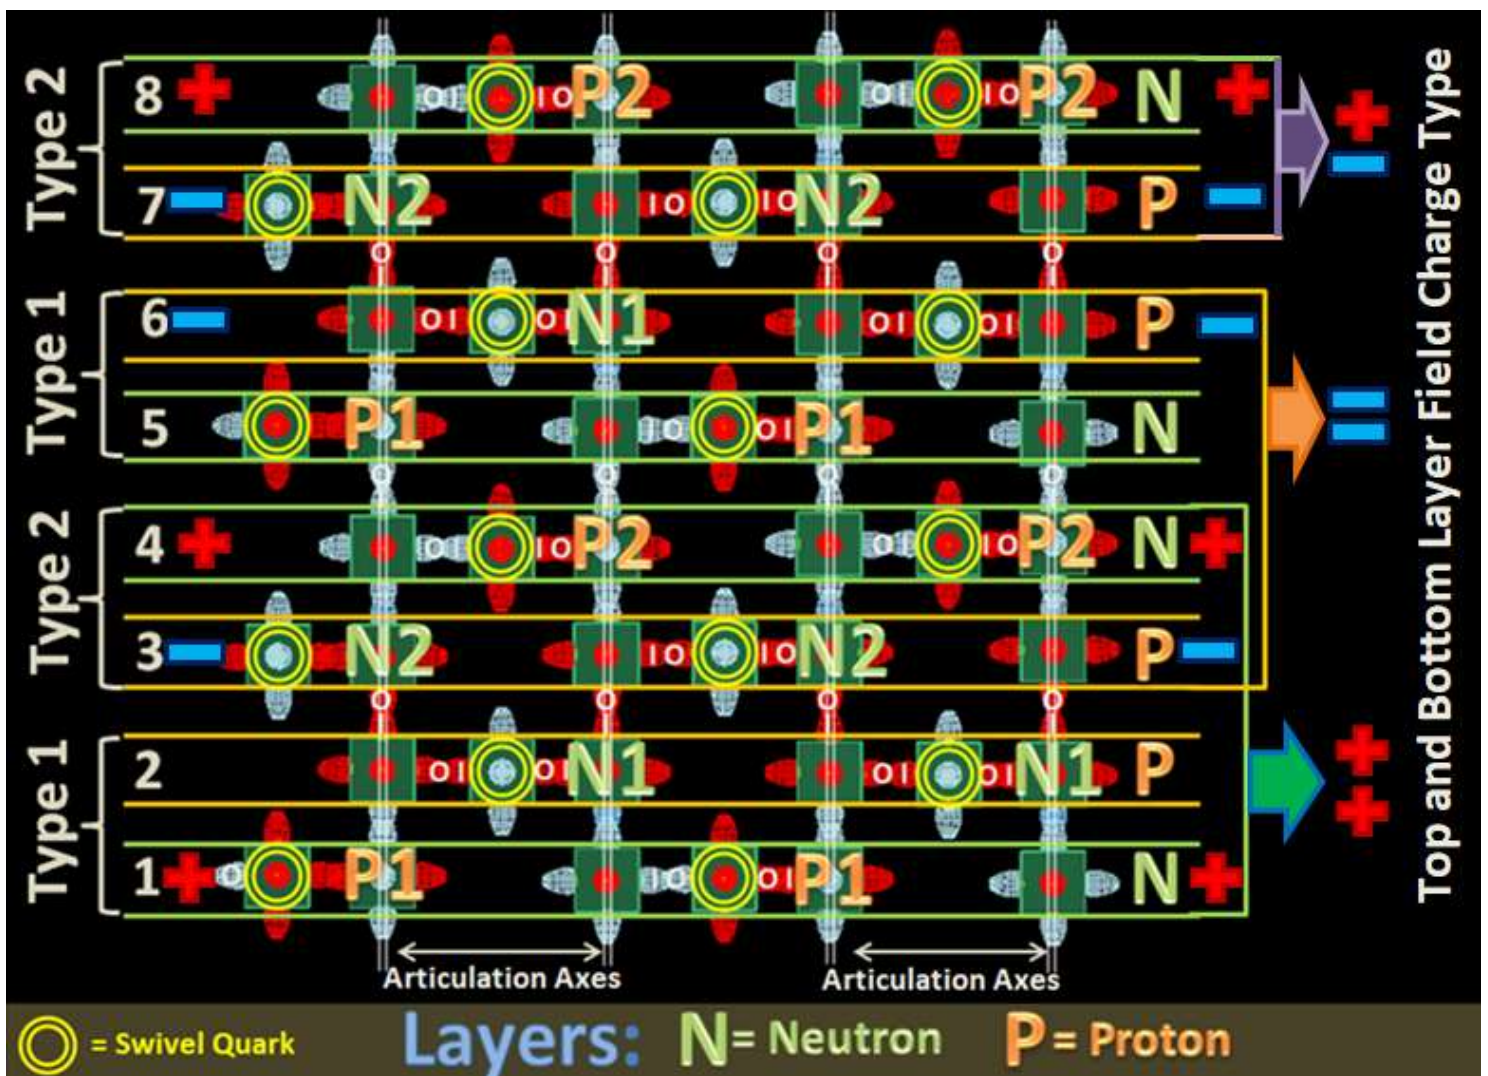 Type 2
8 + O O I O P2 O I I O P2 N + + −
7 − N2 I O I O N2 P −
O O O O
I I I I
Type 1
6 − O I O I N1 O I O I P −
5 P1 O O I P1 N − −
O O O O
Type 2
4 + O I I O P2 O I I O P2 N +
3 − N2 I O I O N2 P −
O O O O
I I I I
Type 1
2 O I O I N1 O I O I N1 P +
1 + P1 O O I P1 N + +
Top and Bottom Layer Field Charge Type
Articulation Axes Articulation Axes
= Swivel Quark Layers: N = Neutron P = Proton